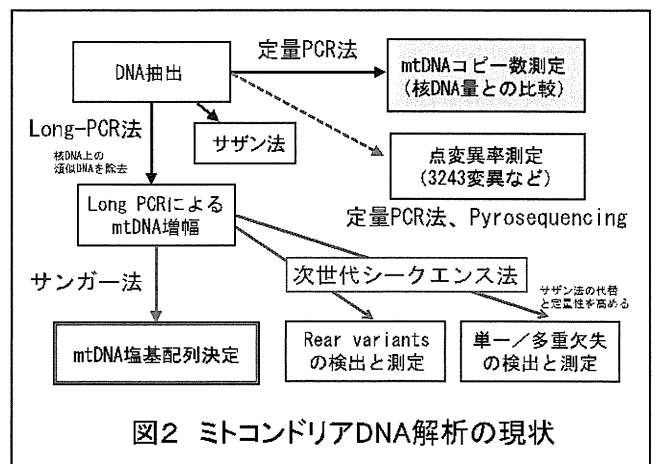 定量PCR法
DNA抽出
mtDNAコピー数測定
(核DNA量との比較)
Long-PCR法
サザン法
核DNA上の
類似DNAを除去
点変異率測定
(3243変異など)
Long PCRによる
mtDNA増幅
定量PCR法、Pyrosequencing
サンガー法
次世代シークエンス法
サザン法の代替
と定量性を高める
mtDNA塩基配列決定
Rear variants
の検出と測定
単一/多重欠失
の検出と測定
図2 ミトコンドリアDNA解析の現状